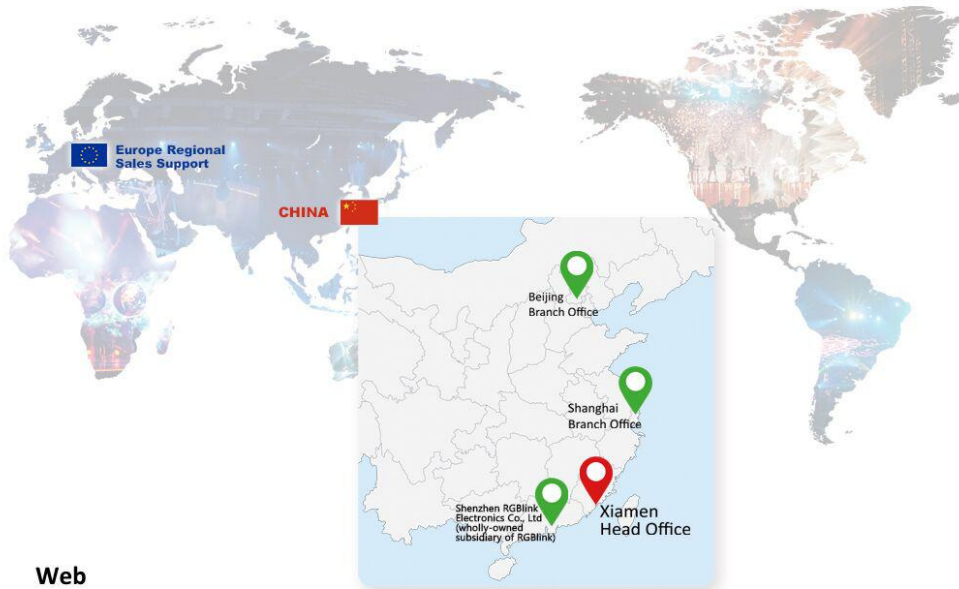 Europe Regional
Sales Support
CHINA
Beijing
Branch Office
Shanghai
Branch Office
Shenzhen RGBlink
Electronics Co., Ltd
(wholly-owned
subsidiary of RGBlink)
Xiamen
Head Office
Web